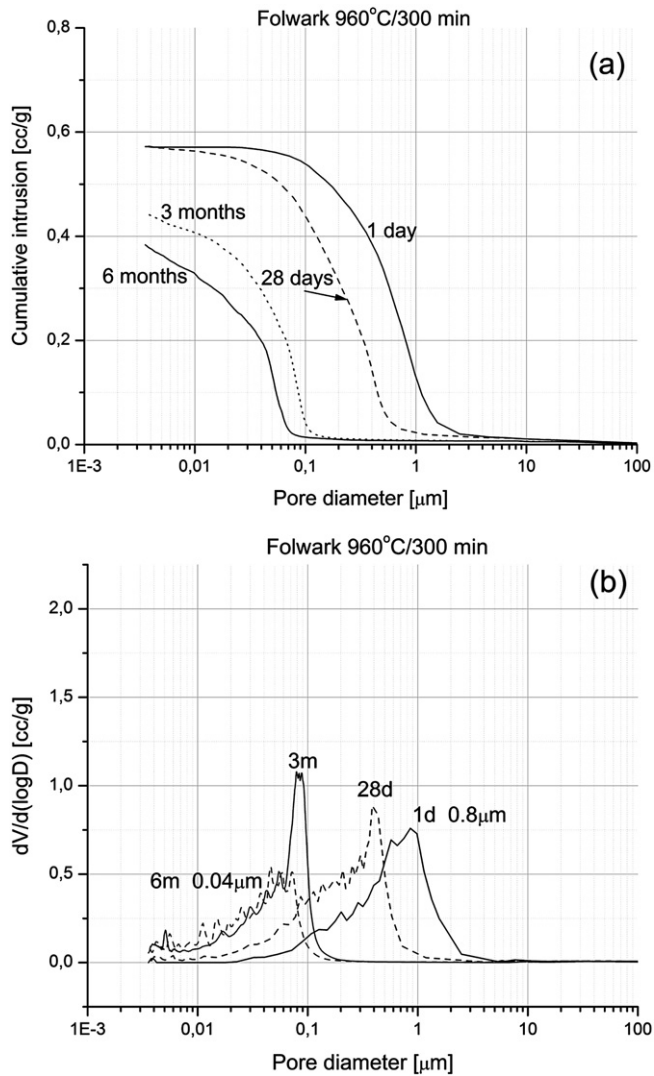 Folwark 960°C/300 min
(a)
0,8
0,6
0,4
0,2
0,0
Cumulative intrusion [cc/g]
3 months
1 day
6 months
28 days
1E-3 0,01 0,1 1 10 100
Pore diameter [μm]
Folwark 960°C/300 min
(b)
2,0
1,5
1,0
0,5
0,0
dV/d(logD) [cc/g]
3m
28d
1d 0.8μm
6m 0.04μm
1E-3 0,01 0,1 1 10 100
Pore diameter [μm]